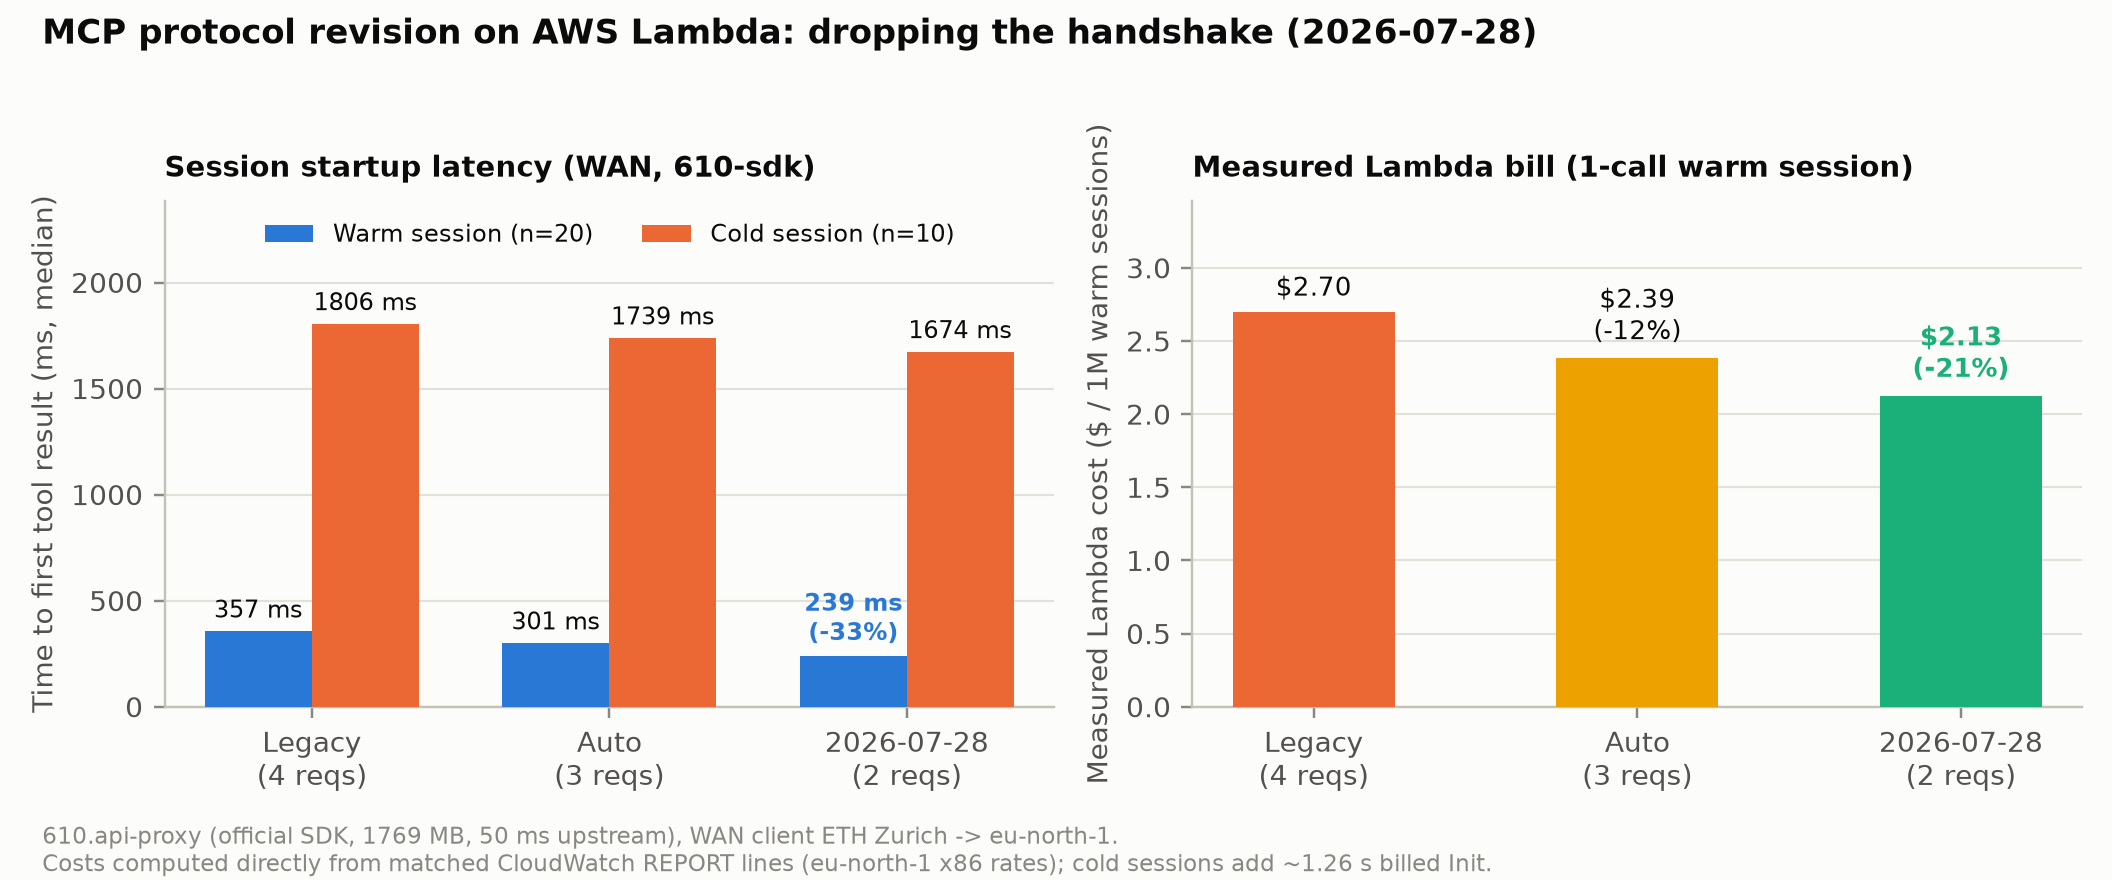 MCP protocol revision on AWS Lambda: dropping the handshake (2026-07-28)
Session startup latency (WAN, 610-sdk)
Time to first tool result (ms, median)
Warm session (n=20)
Cold session (n=10)
2000
1500
1000
500
0
357 ms
1806 ms
301 ms
1739 ms
239 ms
(-33%)
1674 ms
Legacy
(4 reqs)
Auto
(3 reqs)
2026-07-28
(2 reqs)
Measured Lambda bill (1-call warm session)
Measured Lambda cost ($ / 1M warm sessions)
3.0
2.5
2.0
1.5
1.0
0.5
0.0
$2.70
$2.39
(-12%)
$2.13
(-21%)
Legacy
(4 reqs)
Auto
(3 reqs)
2026-07-28
(2 reqs)
610.api-proxy (official SDK, 1769 MB, 50 ms upstream), WAN client ETH Zurich -> eu-north-1.
Costs computed directly from matched CloudWatch REPORT lines (eu-north-1 x86 rates); cold sessions add ~1.26 s billed Init.